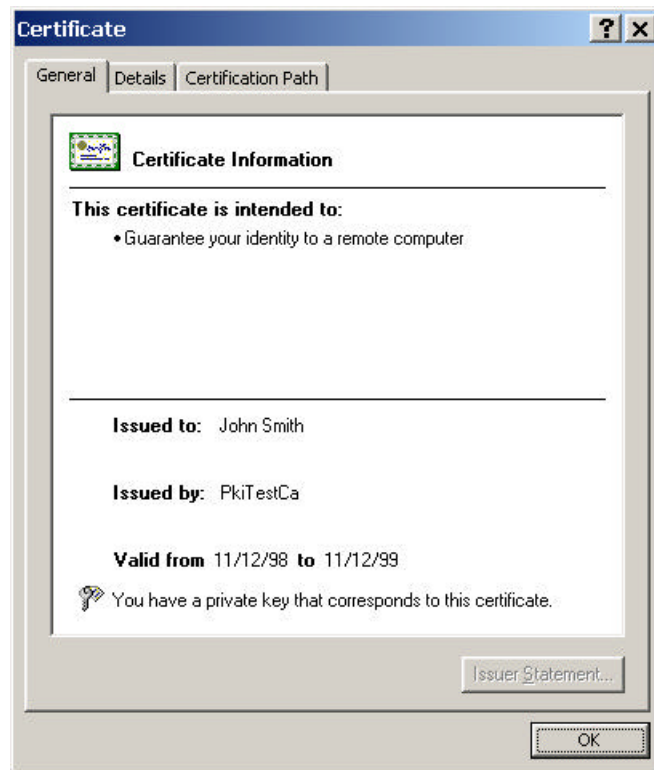 Certificate
General Details Certification Path
Certificate Information
This certificate is intended to:
•Guarantee your identity to a remote computer
Issued to: John Smith
Issued by: PkiTestCa
Valid from 11/12/98 to 11/12/99
You have a private key that corresponds to this certificate.
Issuer Statement...
OK